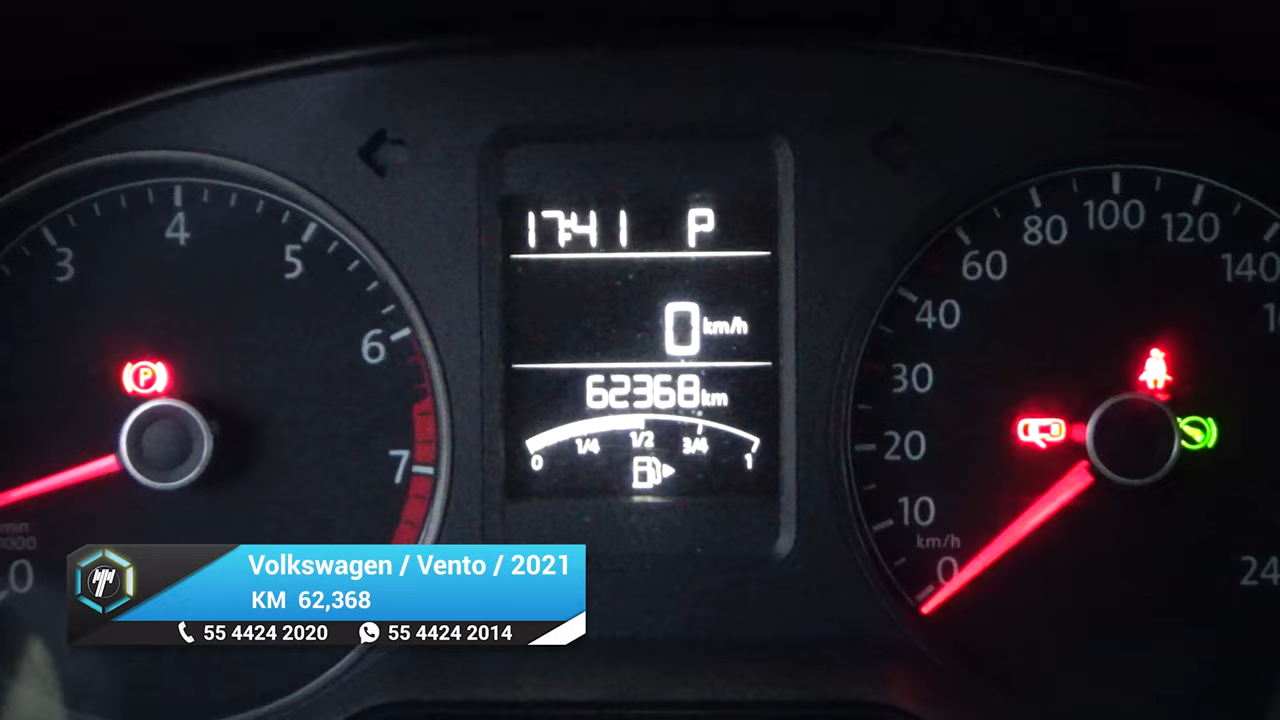 3 4 5 6 7
P
17:41 P
0 km/h
62368 km
0 1/4 1/2 3/4 1
0 10 20 30 40 60 80 100 120 140
km/h
24
Volkswagen / Vento / 2021
KM 62,368
55 4424 2020 55 4424 2014